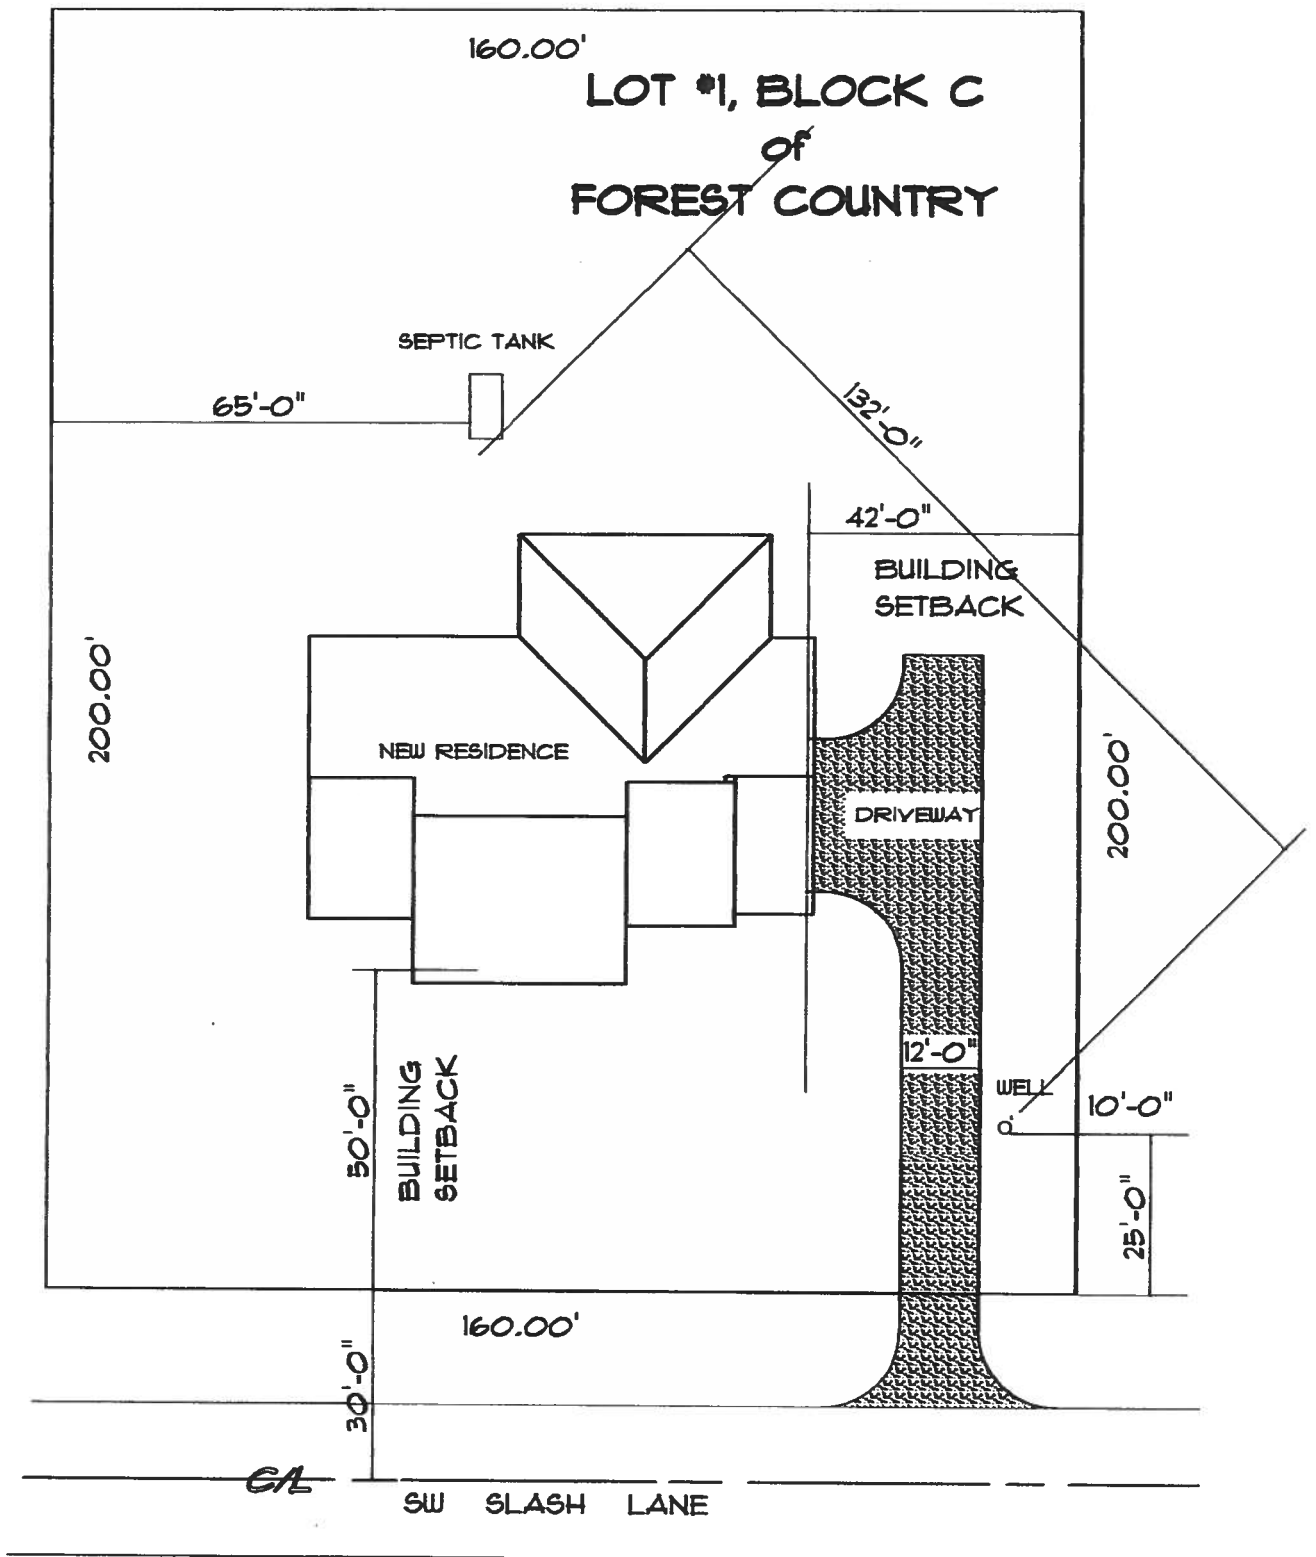 160.00'
LOT #1, BLOCK C
of
FOREST COUNTRY
SEPTIC TANK
65'-0"
132'-0"
42'-0"
BUILDING
SETBACK
200.00'
NEW RESIDENCE
200.00'
DRIVEWAY
12'-0"
WELL
10'-0"
50'-0"
BUILDING
SETBACK
25'-0"
160.00'
30'-0"
C/L
SW SLASH LANE